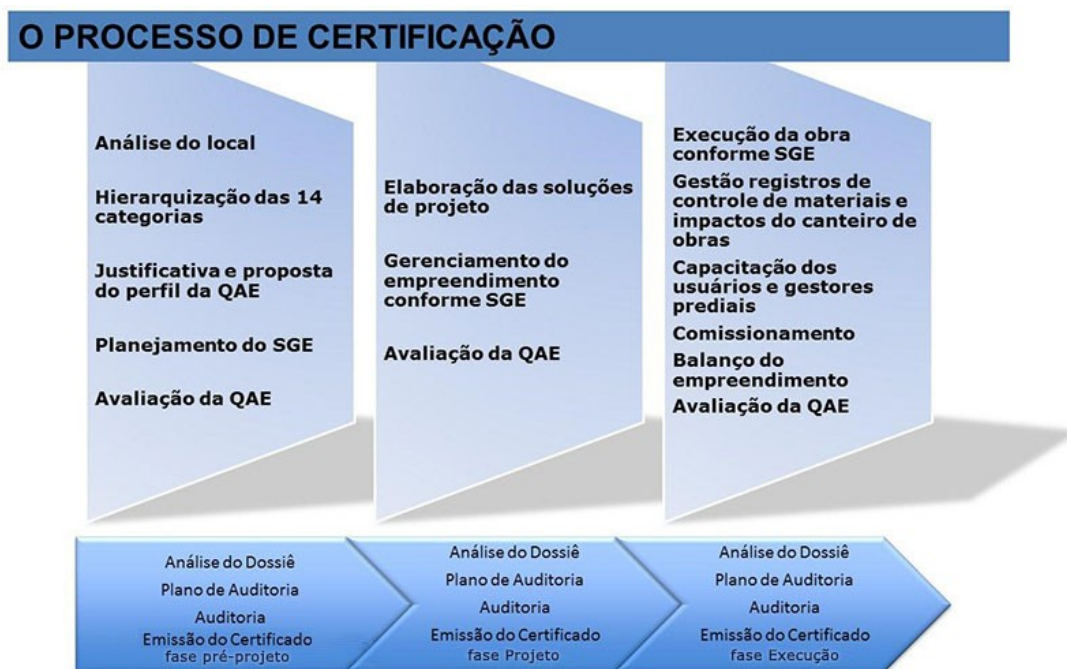 O PROCESSO DE CERTIFICAÇÃO
Análise do local
Hierarquização das 14
categorias
Justificativa e proposta
do perfil da QAE
Planejamento do SGE
Avaliação da QAE
Elaboração das soluções
de projeto
Gerenciamento do
empreendimento
conforme SGE
Avaliação da QAE
Execução da obra
conforme SGE
Gestão registros de
controle de materiais e
impactos do canteiro de
obras
Capacitação dos
usuários e gestores
prediais
Comissionamento
Balanço do
empreendimento
Avaliação da QAE
Análise do Dossiê
Plano de Auditoria
Auditoria
Emissão do Certificado
fase pré-projeto
Análise do Dossiê
Plano de Auditoria
Auditoria
Emissão do Certificado
fase Projeto
Análise do Dossiê
Plano de Auditoria
Auditoria
Emissão do Certificado
fase Execução